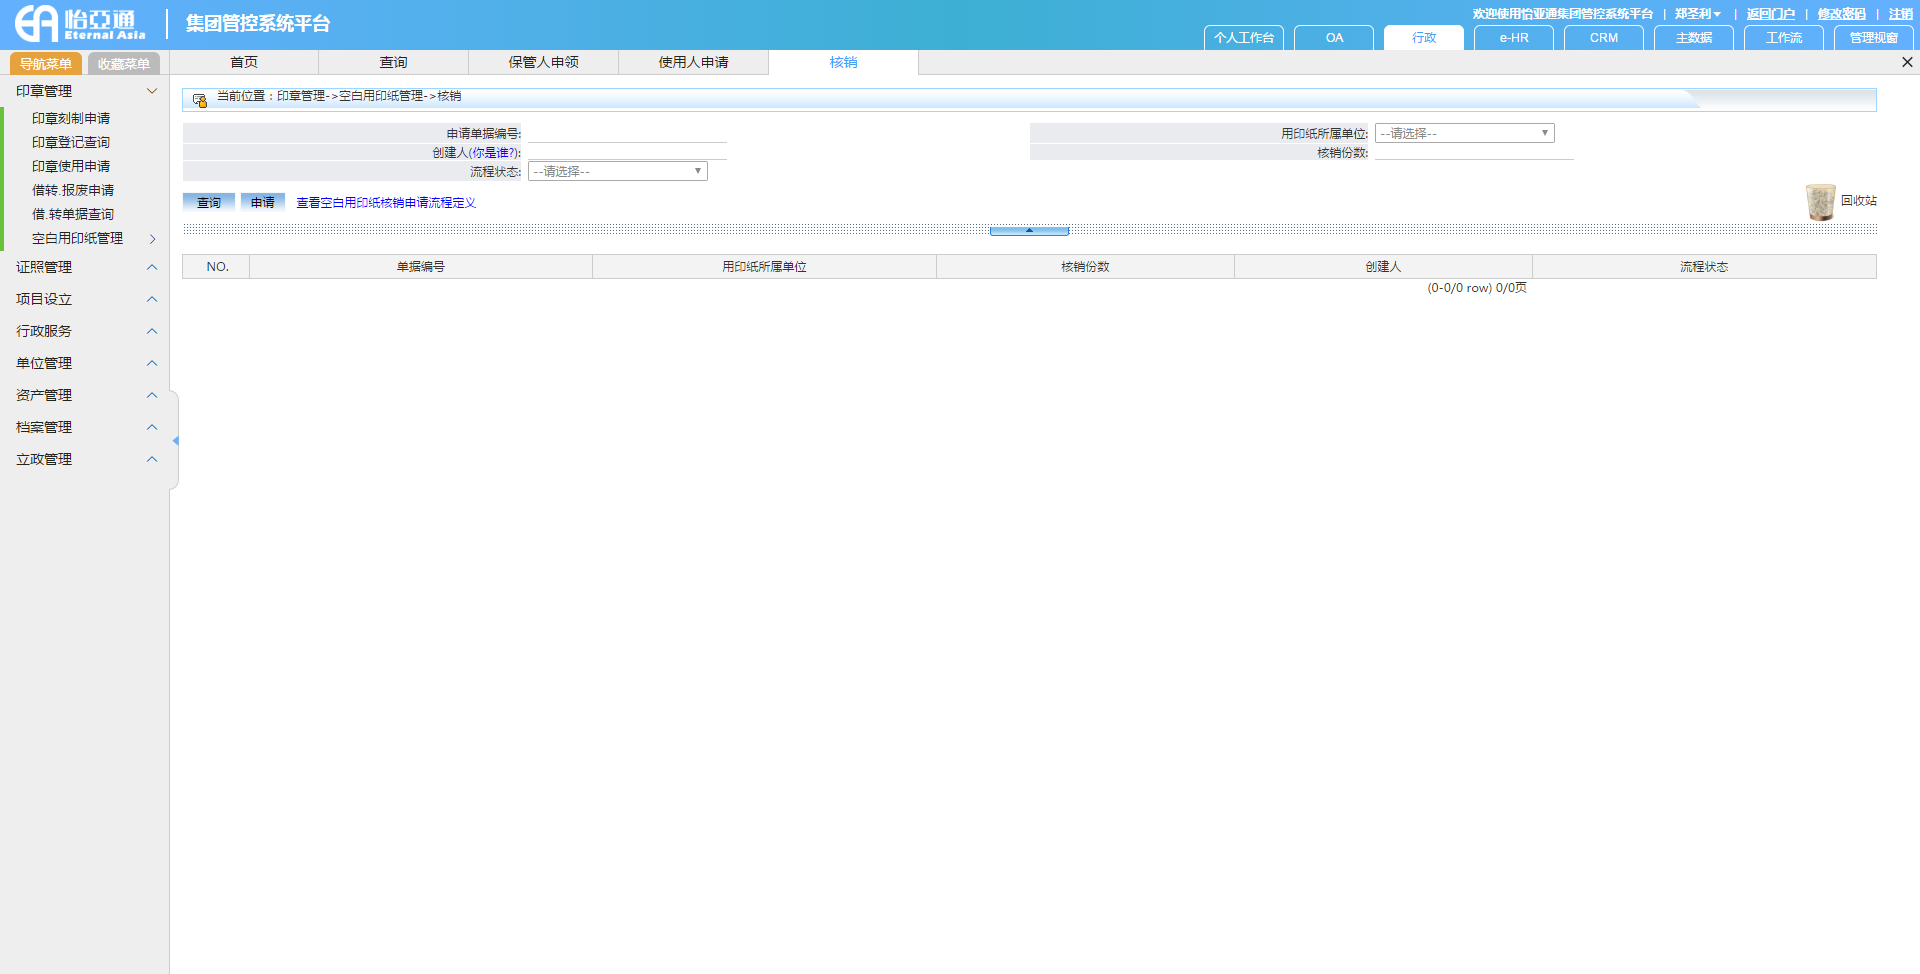 怡亞通
Eternal Asia
集团管控系统平台
欢迎使用怡亚通集团管控系统平台 | 郑圣利 | 返回门户 | 修改密码 | 注销
个人工作台 OA 行政 e-HR CRM 主数据 工作流 管理视窗
导航菜单 收藏菜单
首页 查询 保管人申领 使用人申请 核销
印章管理
印章刻制申请
印章登记查询
印章使用申请
借转.报废申请
借.转单据查询
空白用印纸管理
证照管理
项目设立
行政服务
单位管理
资产管理
档案管理
立政管理
当前位置：印章管理->空白用印纸管理->核销
申请单据编号: 用印纸所属单位: --请选择--
创建人(你是谁?): 核销份数:
流程状态: --请选择--
查询 申请 查看空白用印纸核销申请流程定义
回收站
NO. 单据编号 用印纸所属单位 核销份数 创建人 流程状态
(0-0/0 row) 0/0页